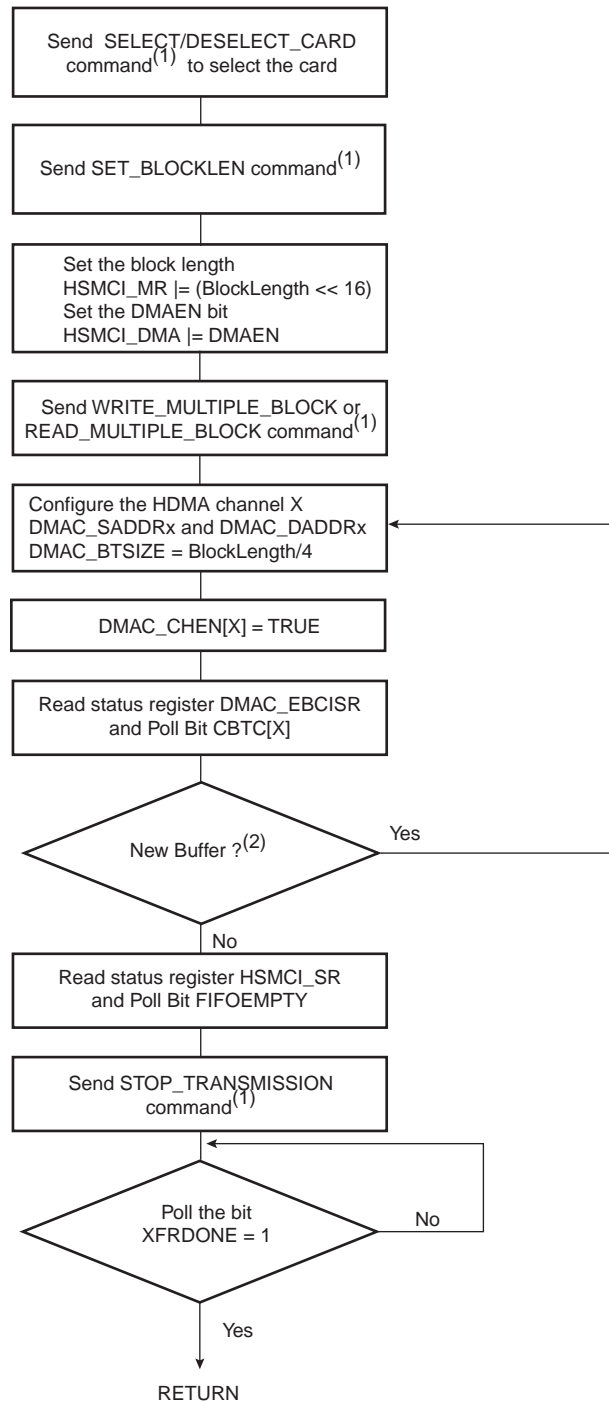 Send SELECT/DESELECT_CARD
command(1) to select the card
Send SET_BLOCKLEN command(1)
Set the block length
HSMCI_MR |= (BlockLength << 16)
Set the DMAEN bit
HSMCI_DMA |= DMAEN
Send WRITE_MULTIPLE_BLOCK or
READ_MULTIPLE_BLOCK command(1)
Configure the HDMA channel X
DMAC_SADDRx and DMAC_DADDRx
DMAC_BTSIZE = BlockLength/4
DMAC_CHEN[X] = TRUE
Read status register DMAC_EBCISR
and Poll Bit CBTC[X]
New Buffer ?(2)
Yes
No
Read status register HSMCI_SR
and Poll Bit FIFOEMPTY
Send STOP_TRANSMISSION
command(1)
Poll the bit
XFRDONE = 1
No
Yes
RETURN